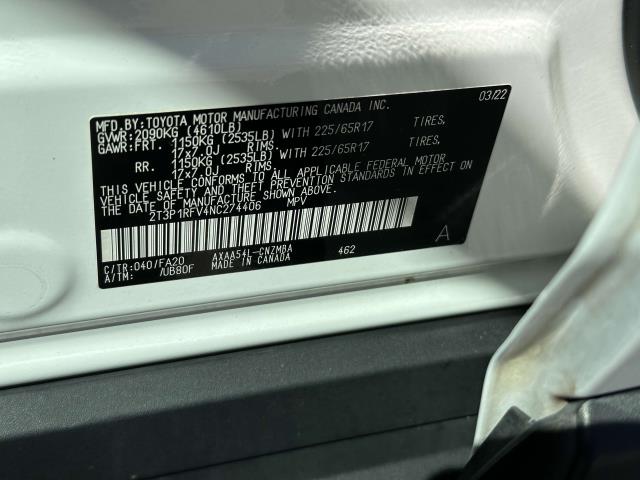 MFD.BY:TOYOTA MOTOR MANUFACTURING CANADA INC. 03/22
GVWR:2090KG (4610LB)
GAWR:FRT. 1150KG (2535LB) WITH 225/65R17 TIRES,
17x7.0J RIMS.
RR. 1150KG (2535LB) WITH 225/65R17 TIRES,
17x7.0J RIMS.
THIS VEHICLE CONFORMS TO ALL APPLICABLE FEDERAL MOTOR
VEHICLE SAFETY AND THEFT PREVENTION STANDARDS IN EFFECT ON
THE DATE OF MANUFACTURE SHOWN ABOVE.
2T3P1RFV4NC274406 MPV
A
C/TR:040/FA20 AXAA54L-CNZMBA 462
A/TM: /UB80F MADE IN CANADA